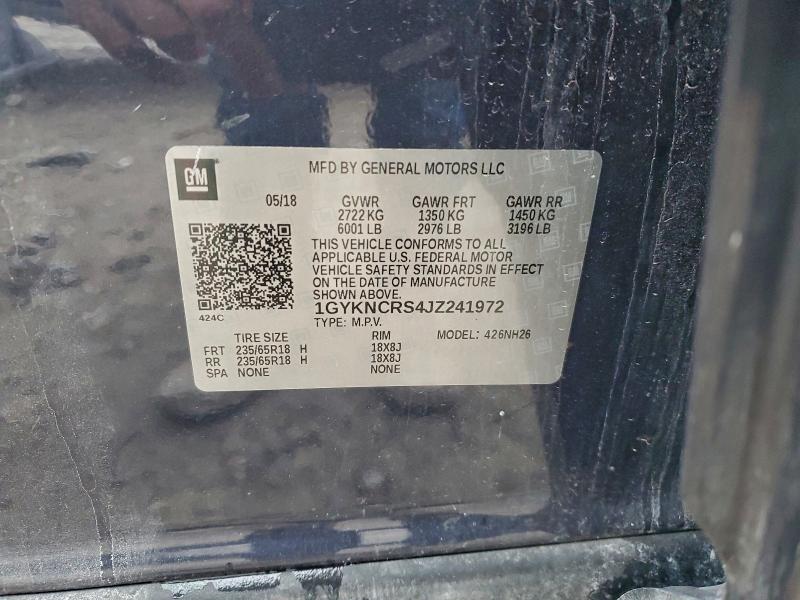 GM
MFD BY GENERAL MOTORS LLC
05/18 GVWR GAWR FRT GAWR RR
2722 KG 1350 KG 1450 KG
6001 LB 2976 LB 3196 LB
THIS VEHICLE CONFORMS TO ALL
APPLICABLE U.S. FEDERAL MOTOR
VEHICLE SAFETY STANDARDS IN EFFECT
ON THE DATE OF MANUFACTURE
SHOWN ABOVE.
424C
1GYKNCRS4JZ241972
TYPE: M.P.V. MODEL: 426NH26
TIRE SIZE RIM
FRT 235/65R18 H 18X8J
RR 235/65R18 H 18X8J
SPA NONE NONE